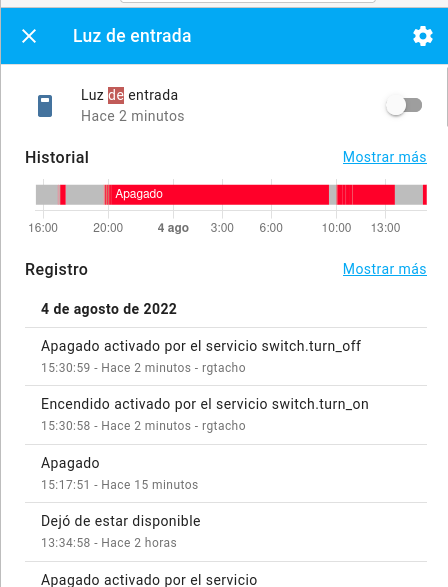 Luz de entrada
Luz de entrada
Hace 2 minutos
Historial Mostrar más
Apagado
16:00 20:00 4 ago 3:00 6:00 10:00 13:00
Registro Mostrar más
4 de agosto de 2022
Apagado activado por el servicio switch.turn_off
15:30:59 - Hace 2 minutos - rgtacho
Encendido activado por el servicio switch.turn_on
15:30:58 - Hace 2 minutos - rgtacho
Apagado
15:17:51 - Hace 15 minutos
Dejó de estar disponible
13:34:58 - Hace 2 horas
Apagado activado por el servicio